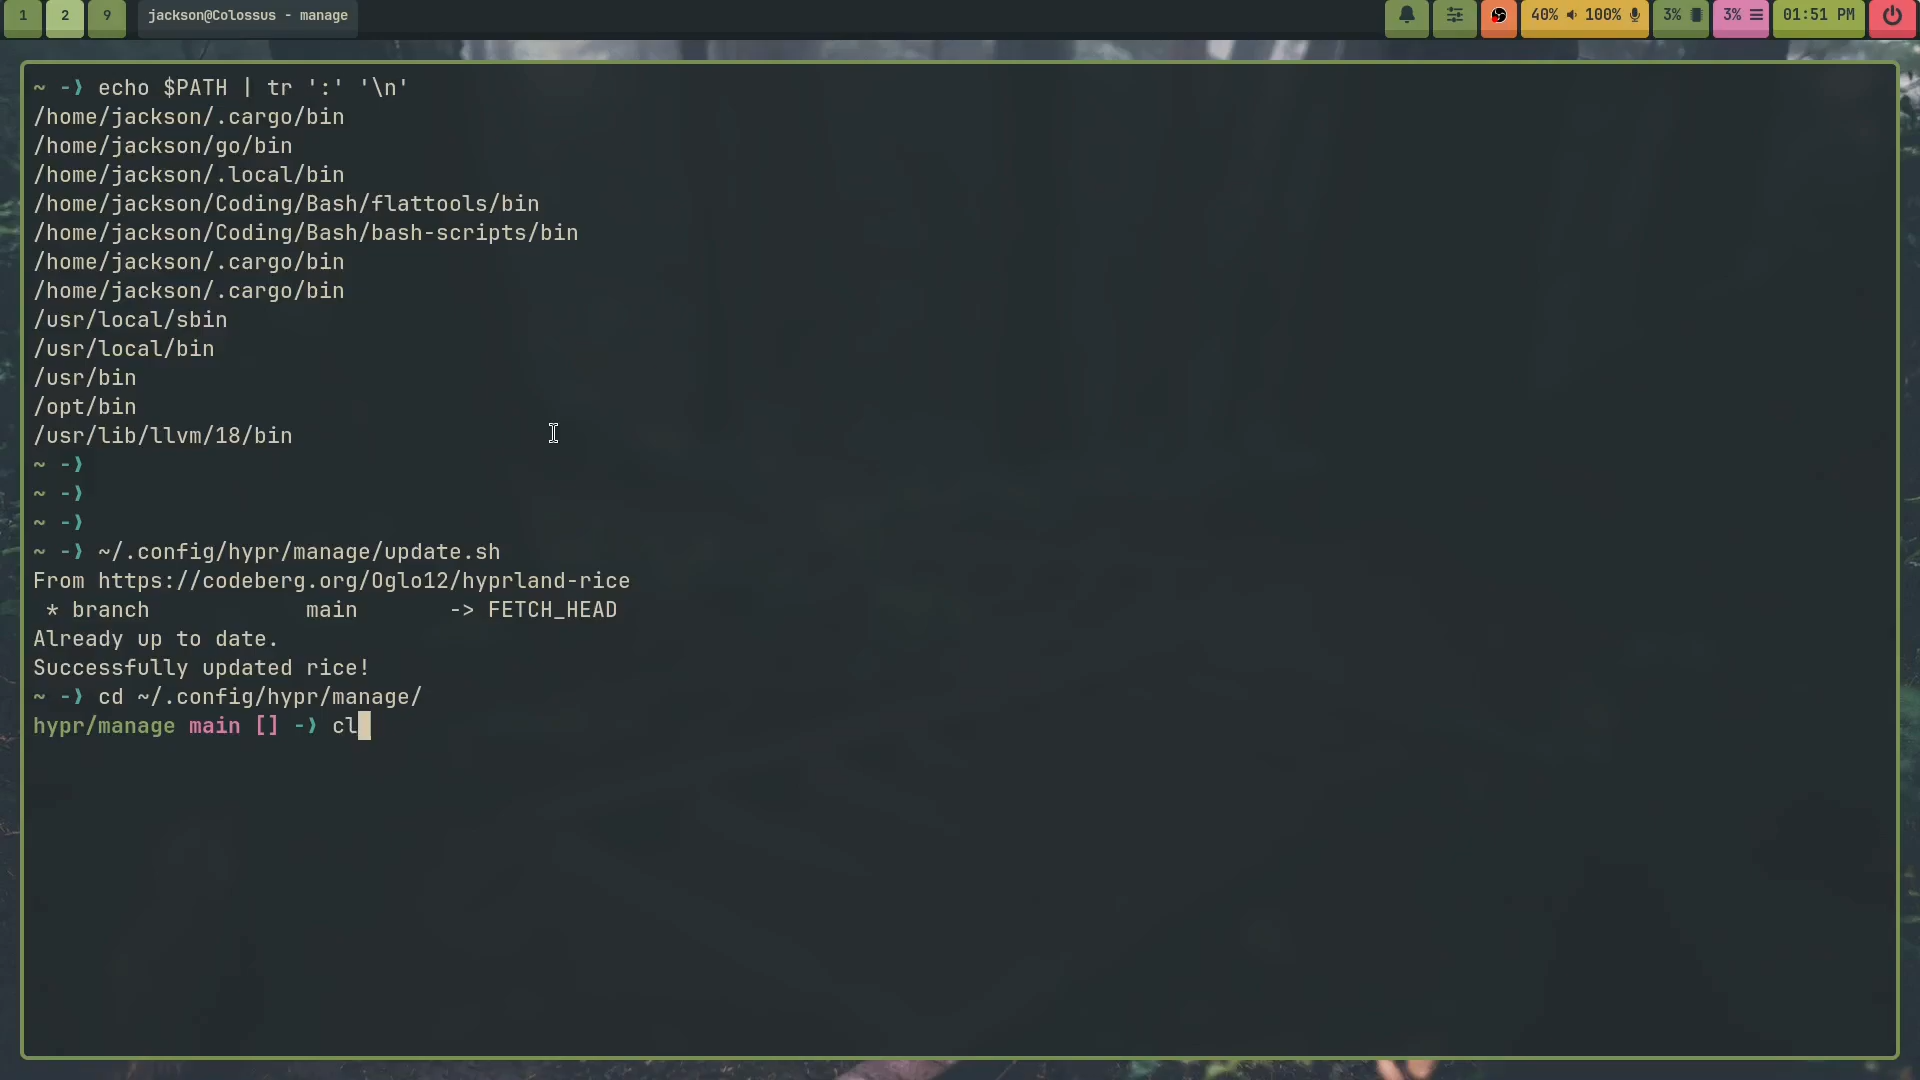 1 2 9 jackson@Colossus - manage 40% 100% 3% 3% 01:51 PM
~ -❯ echo $PATH | tr ':' '\n'
/home/jackson/.cargo/bin
/home/jackson/go/bin
/home/jackson/.local/bin
/home/jackson/Coding/Bash/flattools/bin
/home/jackson/Coding/Bash/bash-scripts/bin
/home/jackson/.cargo/bin
/home/jackson/.cargo/bin
/usr/local/sbin
/usr/local/bin
/usr/bin
/opt/bin
/usr/lib/llvm/18/bin
~ -❯
~ -❯
~ -❯
~ -❯ ~/.config/hypr/manage/update.sh
From https://codeberg.org/Oglo12/hyprland-rice
 * branch            main       -> FETCH_HEAD
Already up to date.
Successfully updated rice!
~ -❯ cd ~/.config/hypr/manage/
hypr/manage main [] -❯ cl